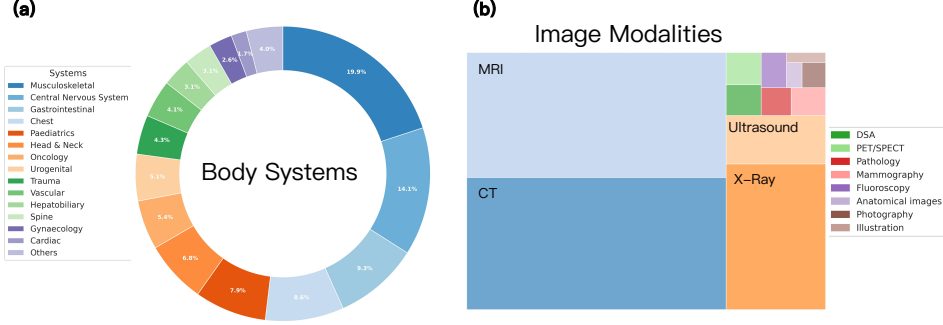 (a)
Systems
Musculoskeletal
Central Nervous System
Gastrointestinal
Chest
Paediatrics
Head & Neck
Oncology
Urogenital
Trauma
Vascular
Hepatobiliary
Spine
Gynaecology
Cardiac
Others
Body Systems
19.9%
14.1%
9.3%
8.6%
7.9%
6.8%
5.4%
5.1%
4.3%
4.1%
3.1%
3.1%
2.6%
1.7%
4.0%
(b)
Image Modalities
MRI
CT
Ultrasound
X-Ray
DSA
PET/SPECT
Pathology
Mammography
Fluoroscopy
Anatomical images
Photography
Illustration